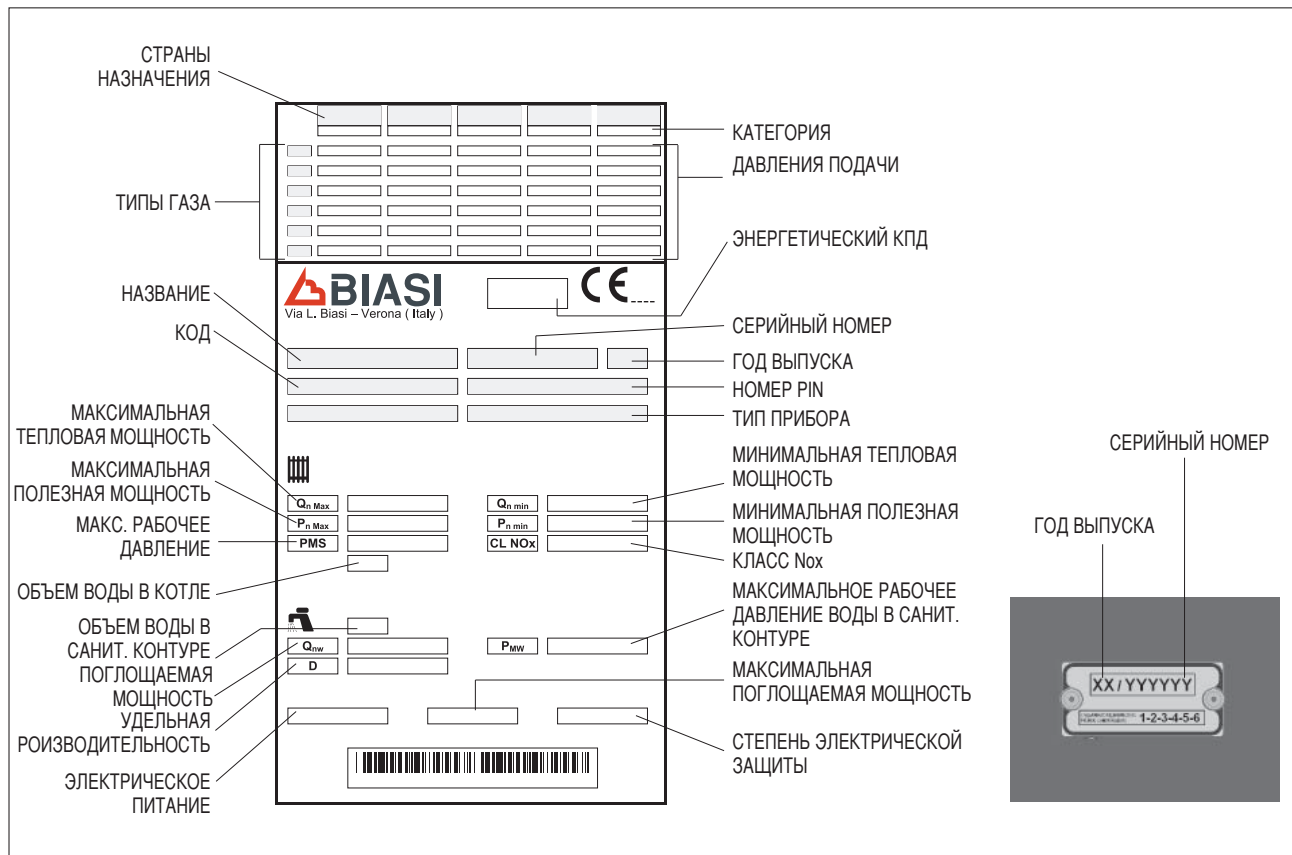 СТРАНЫ
НАЗНАЧЕНИЯ
КАТЕГОРИЯ
ДАВЛЕНИЯ ПОДАЧИ
ТИПЫ ГАЗА
ЭНЕРГЕТИЧЕСКИЙ КПД
BIASI
CE
Via L. Biasi – Verona ( Italy )
НАЗВАНИЕ
КОД
СЕРИЙНЫЙ НОМЕР
ГОД ВЫПУСКА
НОМЕР PIN
ТИП ПРИБОРА
МАКСИМАЛЬНАЯ
ТЕПЛОВАЯ МОЩНОСТЬ
МАКСИМАЛЬНАЯ
ПОЛЕЗНАЯ МОЩНОСТЬ
МАКС. РАБОЧЕЕ
ДАВЛЕНИЕ
ОБЪЕМ ВОДЫ В КОТЛЕ
ОБЪЕМ ВОДЫ В
САНИТ. КОНТУРЕ
ПОГЛОЩАЕМАЯ
МОЩНОСТЬ
УДЕЛЬНАЯ
РОИЗВОДИТЕЛЬНОСТЬ
ЭЛЕКТРИЧЕСКОЕ
ПИТАНИЕ
Qn Max
Qn min
Pn Max
Pn min
PMS
CL NOx
Qnw
PMW
D
МИНИМАЛЬНАЯ ТЕПЛОВАЯ
МОЩНОСТЬ
МИНИМАЛЬНАЯ ПОЛЕЗНАЯ
МОЩНОСТЬ
КЛАСС Nox
МАКСИМАЛЬНОЕ РАБОЧЕЕ
ДАВЛЕНИЕ ВОДЫ В САНИТ.
КОНТУРЕ
МАКСИМАЛЬНАЯ
ПОГЛОЩАЕМАЯ МОЩНОСТЬ
СТЕПЕНЬ ЭЛЕКТРИЧЕСКОЙ
ЗАЩИТЫ
СЕРИЙНЫЙ НОМЕР
ГОД ВЫПУСКА
XX/YYYYYY
1-2-3-4-5-6